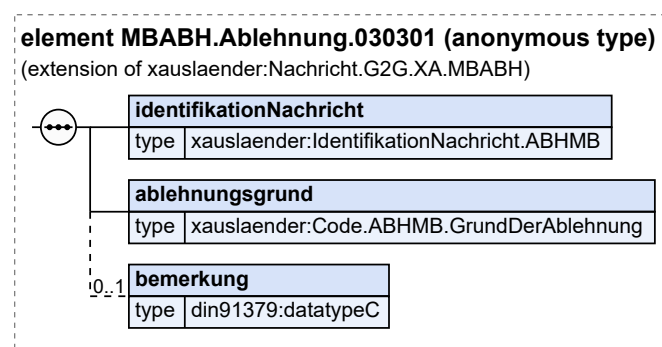 element MBABH.Ablehnung.030301 (anonymous type)
(extension of xauslaender:Nachricht.G2G.XA.MBABH)
identifikationNachricht
type xauslaender:IdentifikationNachricht.ABHMB
ablehnungsgrund
type xauslaender:Code.ABHMB.GrundDerAblehnung
0..1 bemerkung
type din91379:datatypeC